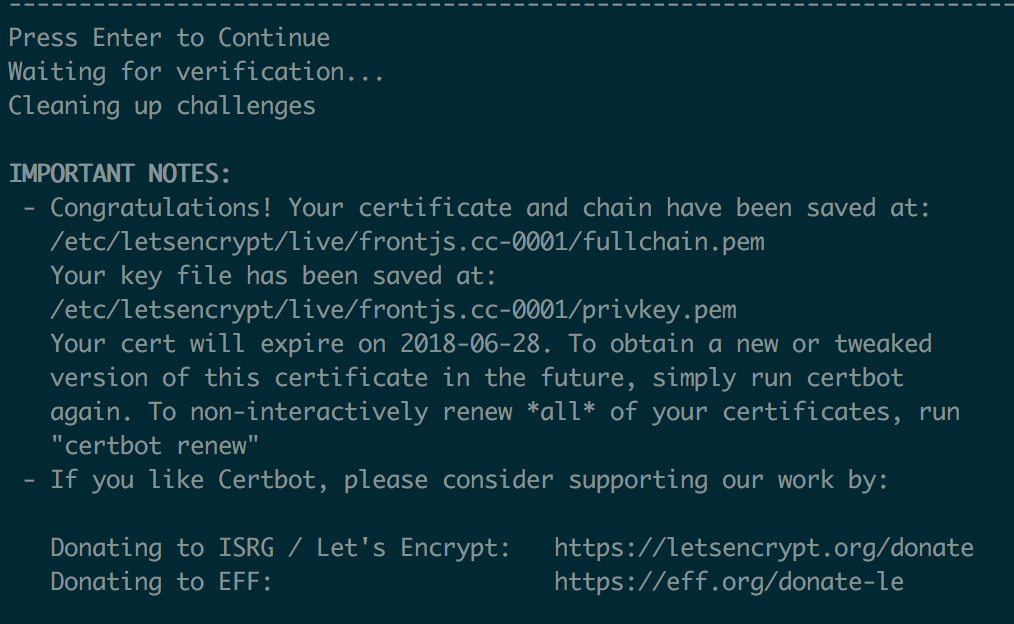 --------------------------------------------------------------------------------
Press Enter to Continue
Waiting for verification...
Cleaning up challenges
IMPORTANT NOTES:
- Congratulations! Your certificate and chain have been saved at:
/etc/letsencrypt/live/frontjs.cc-0001/fullchain.pem
Your key file has been saved at:
/etc/letsencrypt/live/frontjs.cc-0001/privkey.pem
Your cert will expire on 2018-06-28. To obtain a new or tweaked
version of this certificate in the future, simply run certbot
again. To non-interactively renew *all* of your certificates, run
"certbot renew"
- If you like Certbot, please consider supporting our work by:
Donating to ISRG / Let's Encrypt:   https://letsencrypt.org/donate
Donating to EFF:                    https://eff.org/donate-le